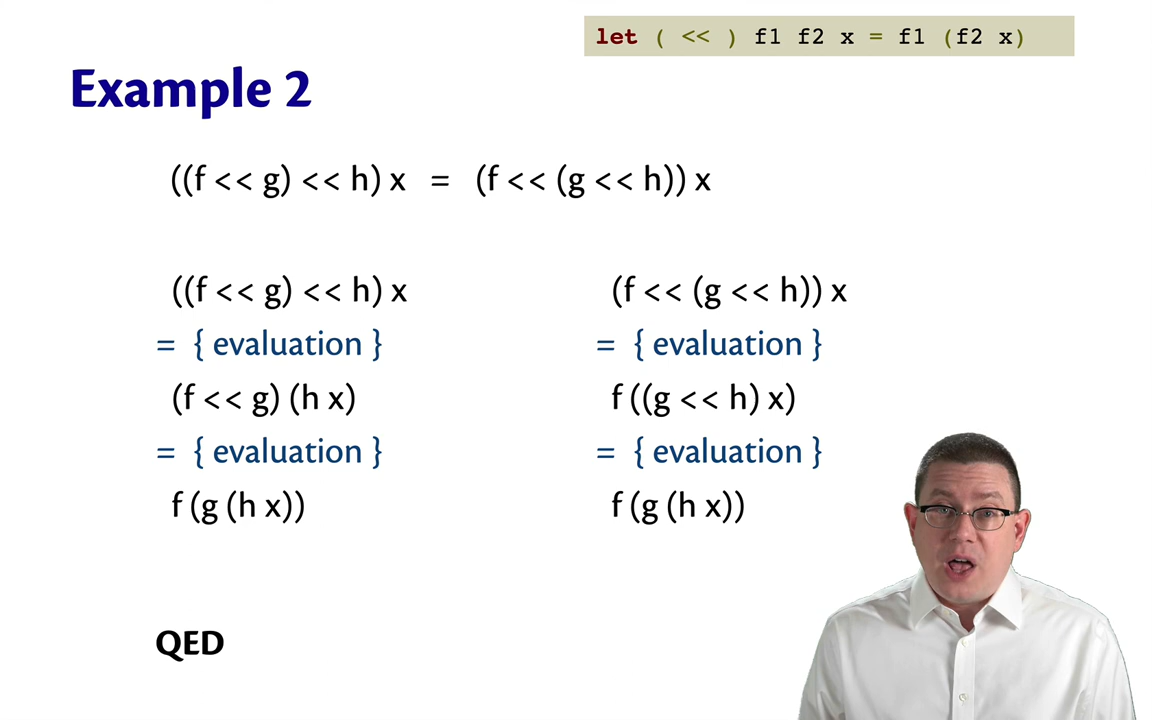 let ( << ) f1 f2 x = f1 (f2 x)
Example 2
((f << g) << h) x = (f << (g << h)) x
((f << g) << h) x
= { evaluation }
(f << g) (h x)
= { evaluation }
f (g (h x))
(f << (g << h)) x
= { evaluation }
f ((g << h) x)
= { evaluation }
f (g (h x))
QED